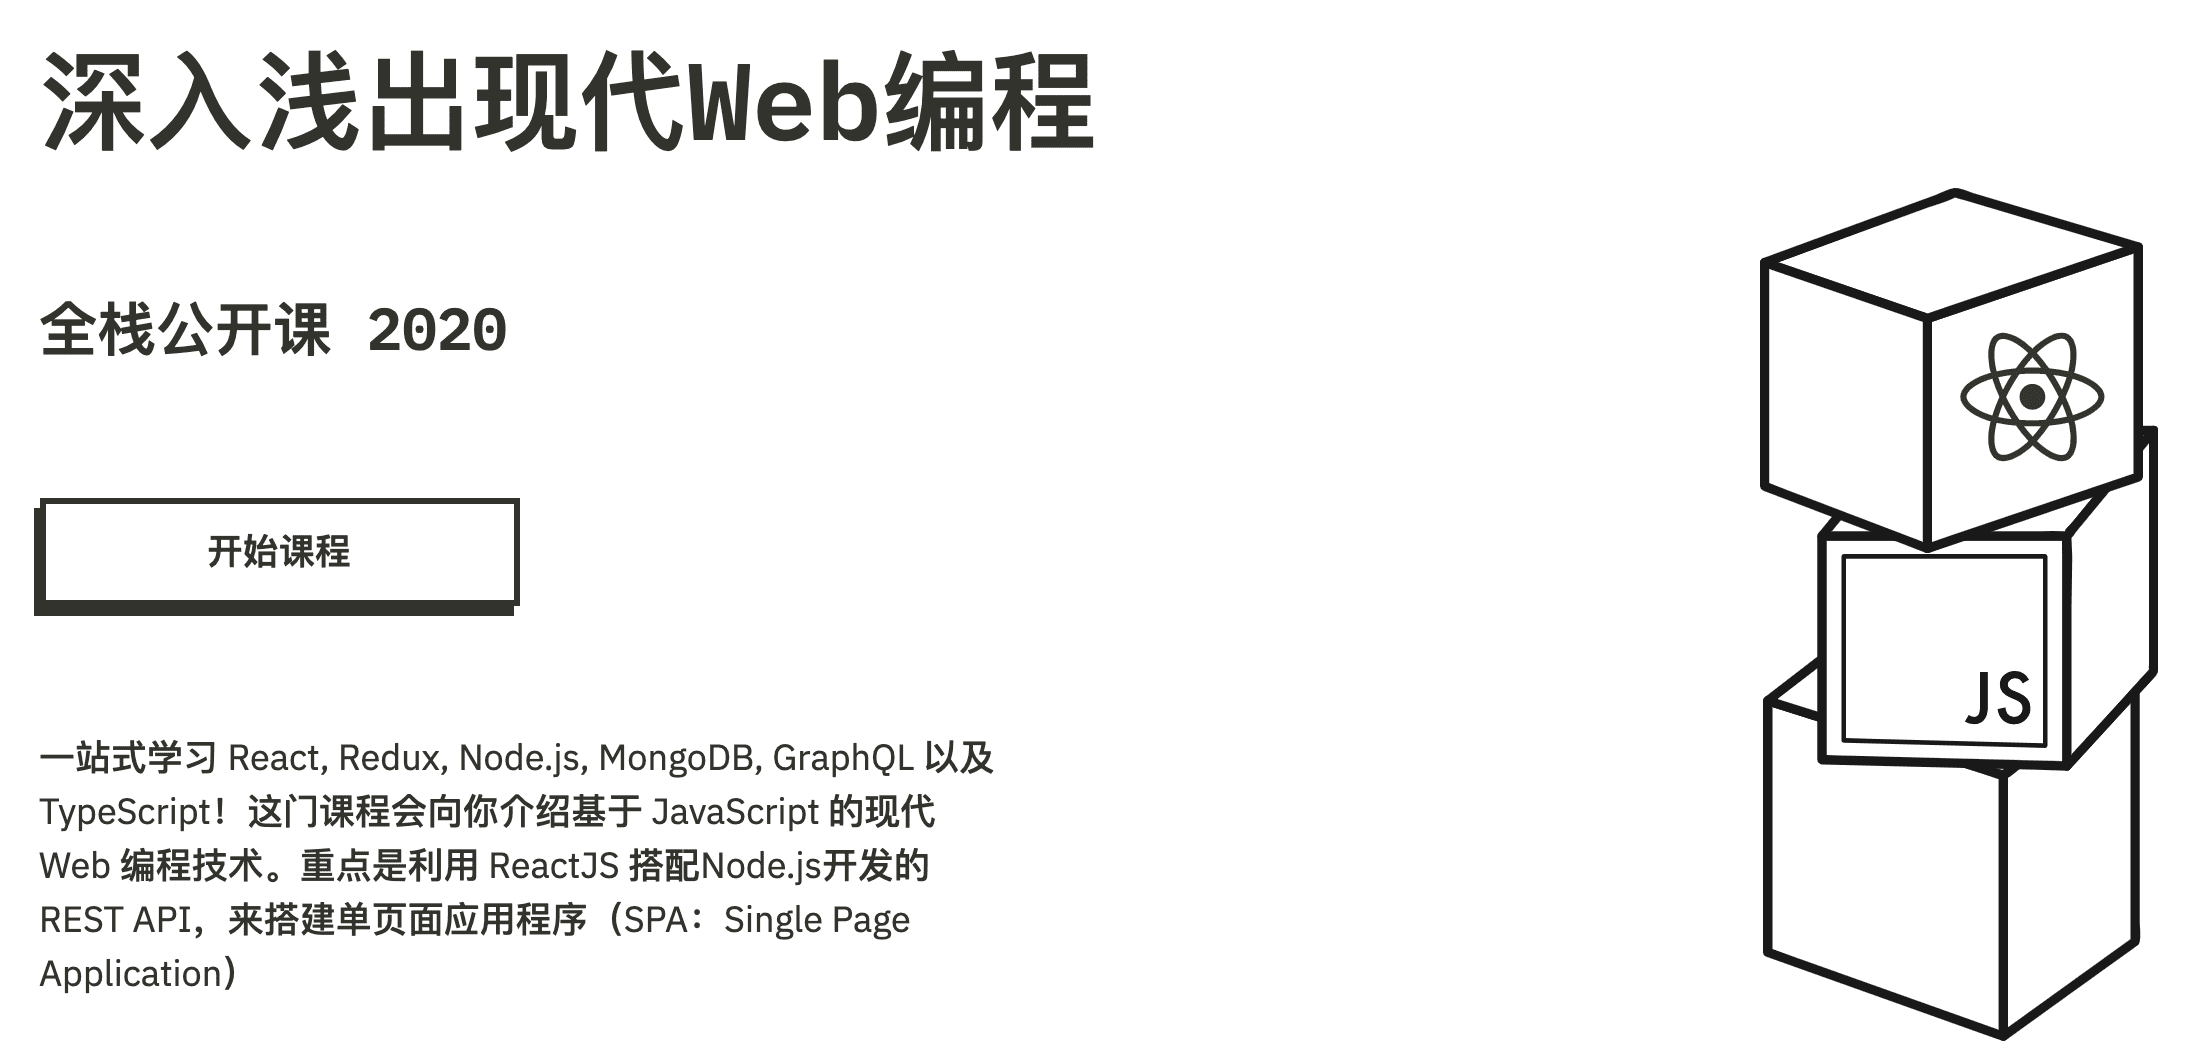 深入浅出现代Web编程
全栈公开课 2020
开始课程
一站式学习 React, Redux, Node.js, MongoDB, GraphQL 以及
TypeScript！这门课程会向你介绍基于 JavaScript 的现代
Web 编程技术。重点是利用 ReactJS 搭配Node.js开发的
REST API，来搭建单页面应用程序（SPA：Single Page
Application）
JS